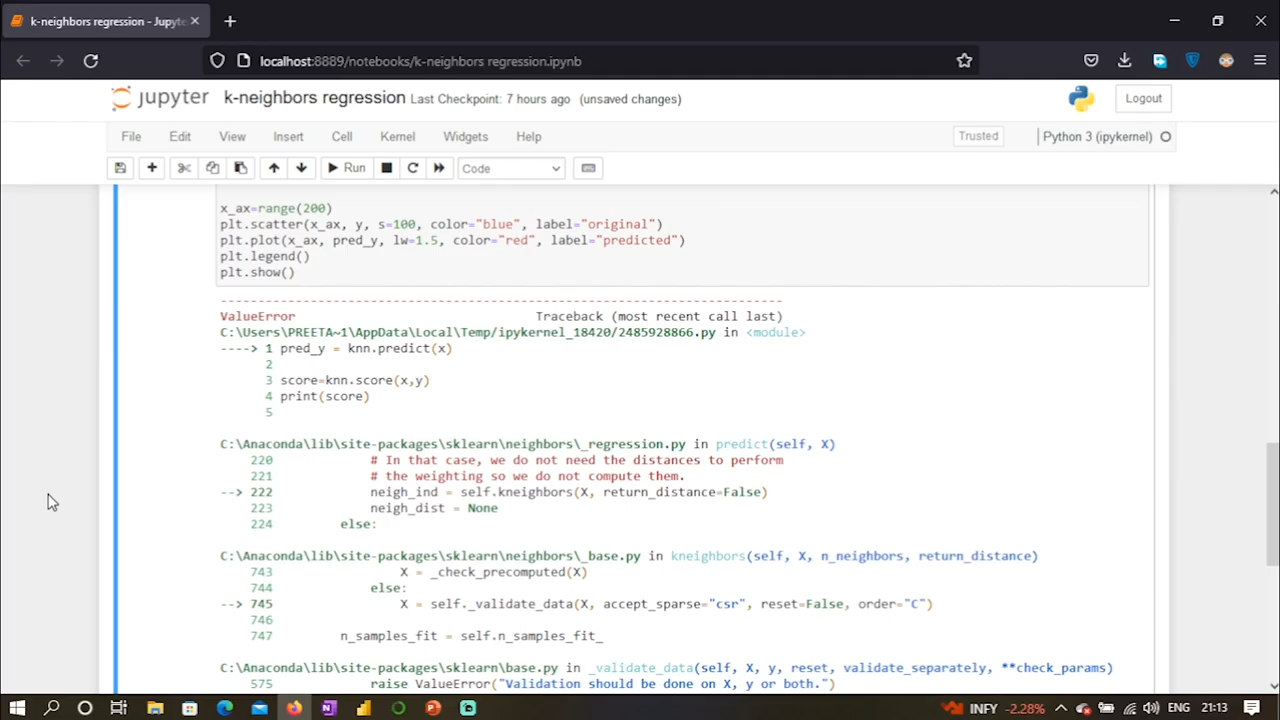 k-neighbors regression - Jupyte
localhost:8889/notebooks/k-neighbors regression.ipynb
jupyter k-neighbors regression Last Checkpoint: 7 hours ago (unsaved changes)
Logout
File Edit View Insert Cell Kernel Widgets Help
Trusted
Python 3 (ipykernel)
Run
Code
x_ax=range(200)
plt.scatter(x_ax, y, s=100, color="blue", label="original")
plt.plot(x_ax, pred_y, lw=1.5, color="red", label="predicted")
plt.legend()
plt.show()
---------------------------------------------------------------------------
ValueError                                Traceback (most recent call last)
C:\Users\PREETA~1\AppData\Local\Temp/ipykernel_18420/2485928866.py in <module>
----> 1 pred_y = knn.predict(x)
      2
      3 score=knn.score(x,y)
      4 print(score)
      5
C:\Anaconda\lib\site-packages\sklearn\neighbors\_regression.py in predict(self, X)
    220             # In that case, we do not need the distances to perform
    221             # the weighting so we do not compute them.
--> 222             neigh_ind = self.kneighbors(X, return_distance=False)
    223             neigh_dist = None
    224         else:
C:\Anaconda\lib\site-packages\sklearn\neighbors\_base.py in kneighbors(self, X, n_neighbors, return_distance)
    743                 X = _check_precomputed(X)
    744             else:
--> 745                 X = self._validate_data(X, accept_sparse="csr", reset=False, order="C")
    746
    747         n_samples_fit = self.n_samples_fit_
C:\Anaconda\lib\site-packages\sklearn\base.py in _validate_data(self, X, y, reset, validate_separately, **check_params)
    575             raise ValueError("Validation should be done on X, y or both.")
INFY -2.28%
ENG
21:13